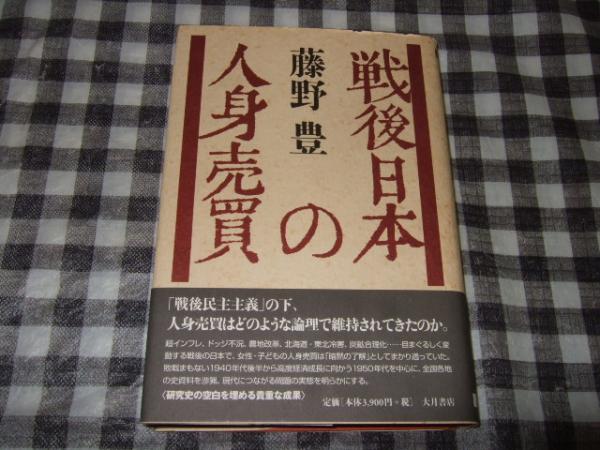 戦後日本
の
人身売買
藤野 豊
「戦後民主主義」の下、
人身売買はどのような論理で維持されてきたのか。
超インフレ、ドッジ不況、農地改革、北海道・東北冷害、炭鉱合理化……目まぐるしく変
動する戦後の日本で、女性・子どもの人身売買は「暗黙の了解」としてまかり通っていた。
敗戦まもない1940年代後半から高度経済成長に向かう1950年代を中心に、全国各地
の史資料を渉猟、現代につながる問題の実態を明らかにする。
〈研究史の空白を埋める貴重な成果〉
定価[本体3,900円+税] 大月書店